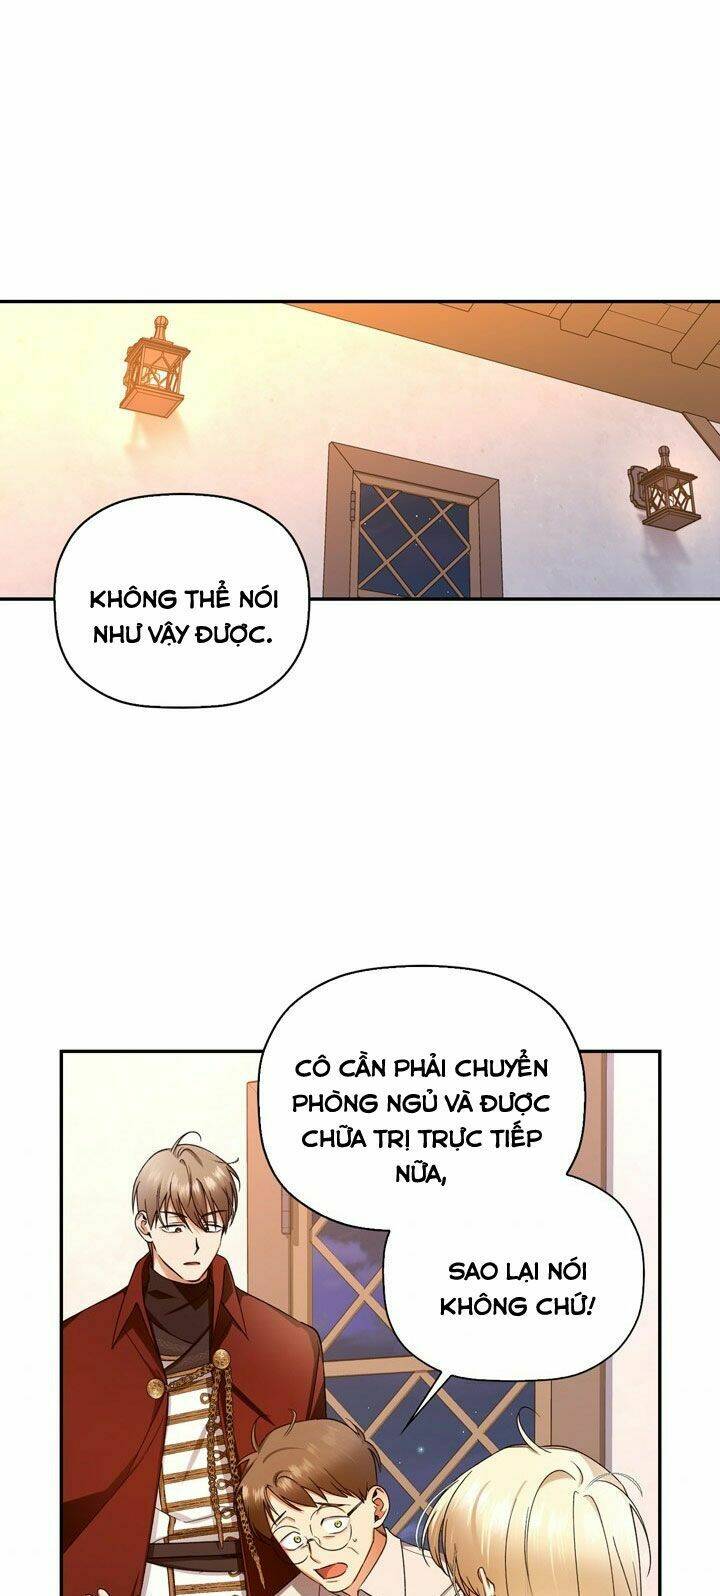 KHÔNG THỂ NÓI
NHƯ VẬY ĐƯỢC.
CÔ CẦN PHẢI CHUYỂN
PHÒNG NGỦ VÀ ĐƯỢC
CHỮA TRỊ TRỰC TIẾP
NỮA,
SAO LẠI NÓI
KHÔNG CHỨ!